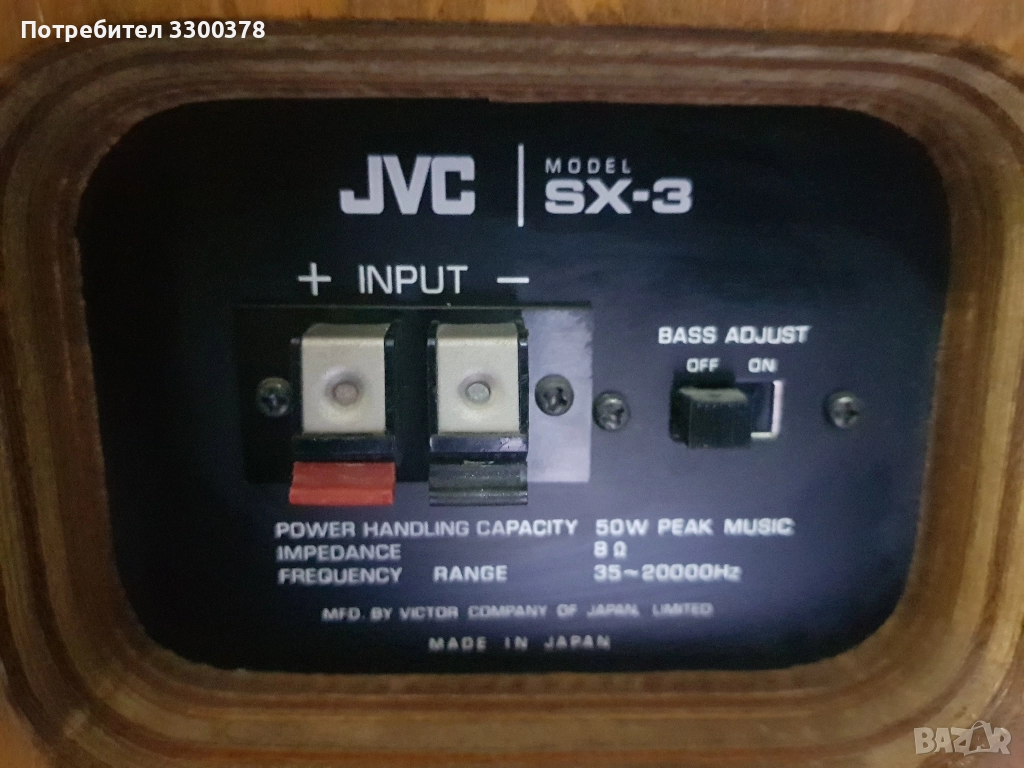 Потребител 3300378
JVC
MODEL
SX-3
+ INPUT −
BASS ADJUST
OFF ON
POWER HANDLING CAPACITY 50W PEAK MUSIC
IMPEDANCE 8 Ω
FREQUENCY RANGE 35~20000Hz
MFD. BY VICTOR COMPANY OF JAPAN, LIMITED
MADE IN JAPAN
BAZAR